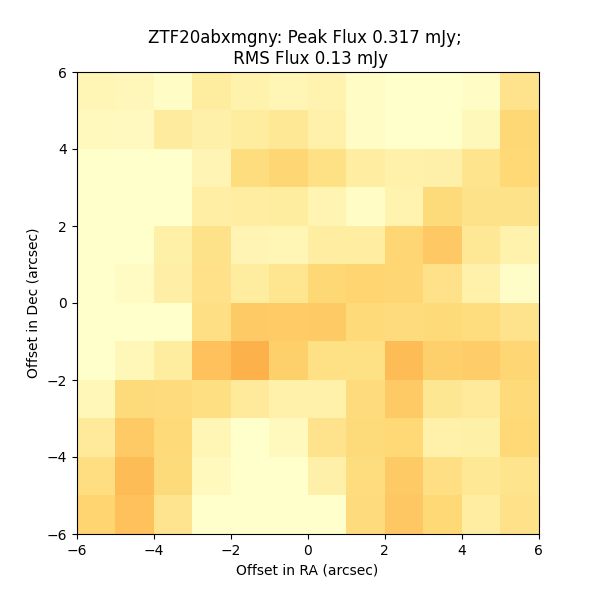 ZTF20abxmgny: Peak Flux 0.317 mJy;
RMS Flux 0.13 mJy
6
4
2
0
−2
−4
−6
Offset in Dec (arcsec)
−6 −4 −2 0 2 4 6
Offset in RA (arcsec)